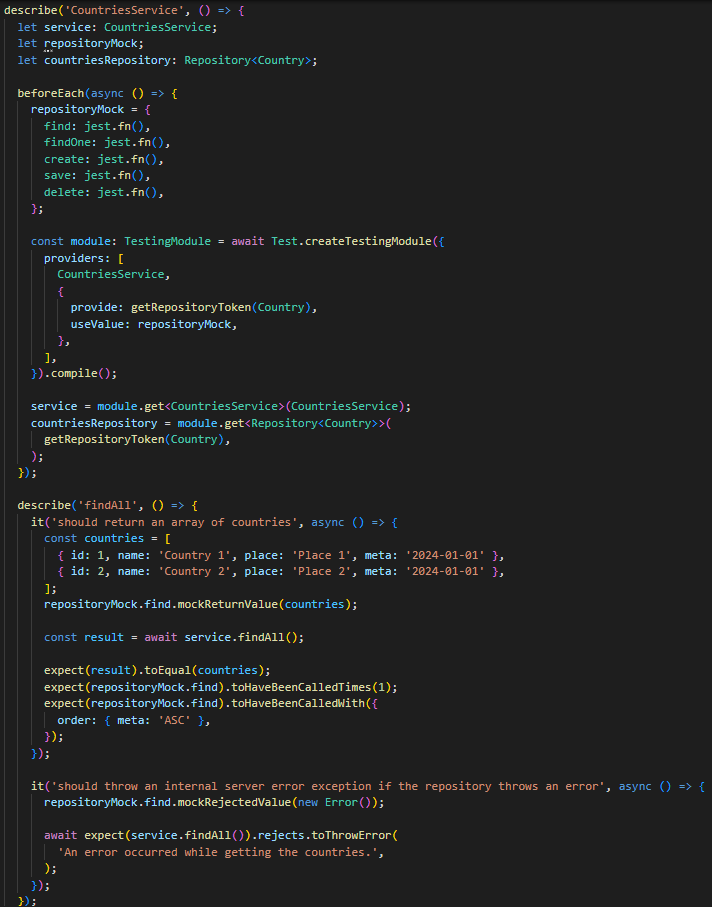 describe('CountriesService', () => {
  let service: CountriesService;
  let repositoryMock;
  let countriesRepository: Repository<Country>;

  beforeEach(async () => {
    repositoryMock = {
      find: jest.fn(),
      findOne: jest.fn(),
      create: jest.fn(),
      save: jest.fn(),
      delete: jest.fn(),
    };

    const module: TestingModule = await Test.createTestingModule({
      providers: [
        CountriesService,
        {
          provide: getRepositoryToken(Country),
          useValue: repositoryMock,
        },
      ],
    }).compile();

    service = module.get<CountriesService>(CountriesService);
    countriesRepository = module.get<Repository<Country>>(
      getRepositoryToken(Country),
    );
  });

  describe('findAll', () => {
    it('should return an array of countries', async () => {
      const countries = [
        { id: 1, name: 'Country 1', place: 'Place 1', meta: '2024-01-01' },
        { id: 2, name: 'Country 2', place: 'Place 2', meta: '2024-01-01' },
      ];
      repositoryMock.find.mockReturnValue(countries);

      const result = await service.findAll();

      expect(result).toEqual(countries);
      expect(repositoryMock.find).toHaveBeenCalledTimes(1);
      expect(repositoryMock.find).toHaveBeenCalledWith({
        order: { meta: 'ASC' },
      });
    });

    it('should throw an internal server error exception if the repository throws an error', async () => {
      repositoryMock.find.mockRejectedValue(new Error());

      await expect(service.findAll()).rejects.toThrowError(
        'An error occurred while getting the countries.',
      );
    });
  });